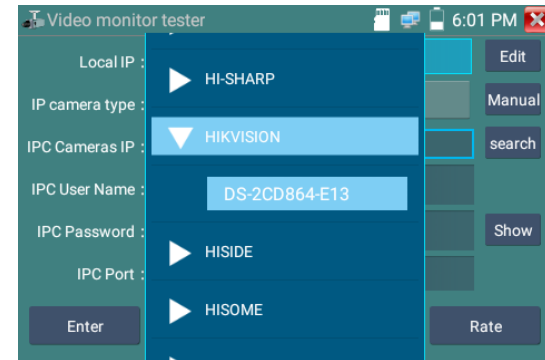 Video monitor tester
6:01 PM
Local IP :
Edit
HI-SHARP
IP camera type :
Manual
HIKVISION
IPC Cameras IP :
search
IPC User Name :
DS-2CD864-E13
IPC Password :
Show
HISIDE
IPC Port :
HISOME
Enter
Rate